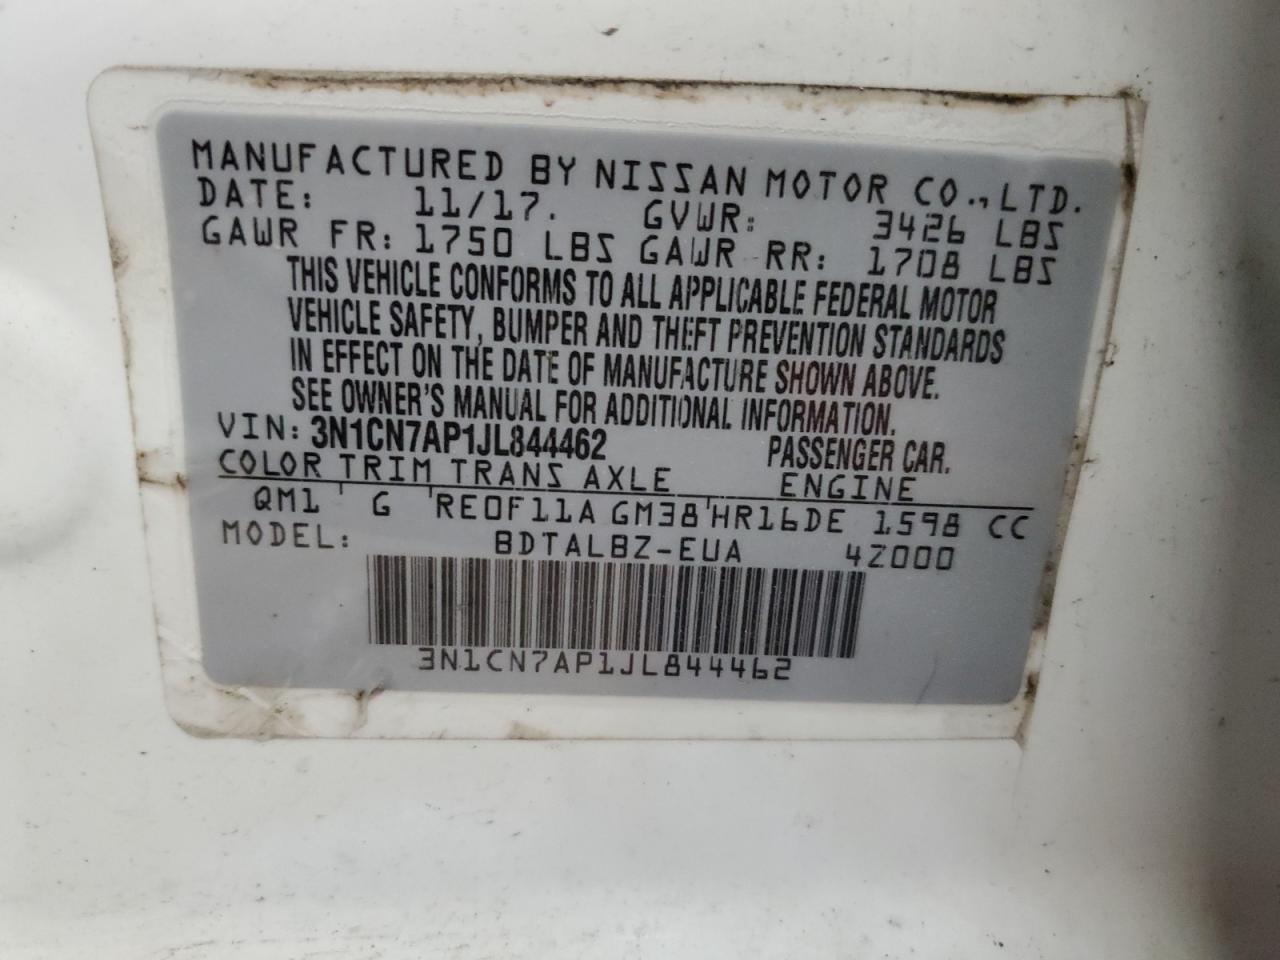 MANUFACTURED BY NISSAN MOTOR CO.,LTD.
DATE: 11/17. GVWR: 3426 LBS
GAWR FR: 1750 LBS GAWR RR: 1708 LBS
THIS VEHICLE CONFORMS TO ALL APPLICABLE FEDERAL MOTOR
VEHICLE SAFETY, BUMPER AND THEFT PREVENTION STANDARDS
IN EFFECT ON THE DATE OF MANUFACTURE SHOWN ABOVE.
SEE OWNER'S MANUAL FOR ADDITIONAL INFORMATION.
VIN: 3N1CN7AP1JL844462 PASSENGER CAR.
COLOR TRIM TRANS AXLE ENGINE
QM1 G RE0F11A GM38 HR16DE 1598 CC
MODEL: BDTALBZ-EUA 4Z000
3N1CN7AP1JL844462